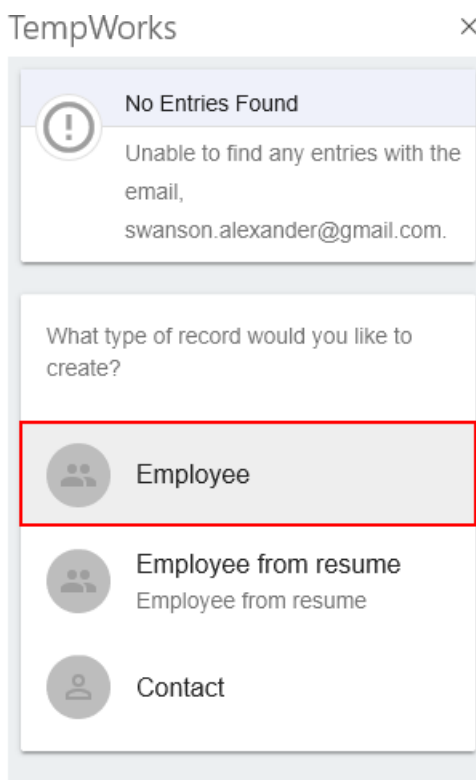 TempWorks
No Entries Found
Unable to find any entries with the
email,
swanson.alexander@gmail.com.
What type of record would you like to
create?
Employee
Employee from resume
Employee from resume
Contact